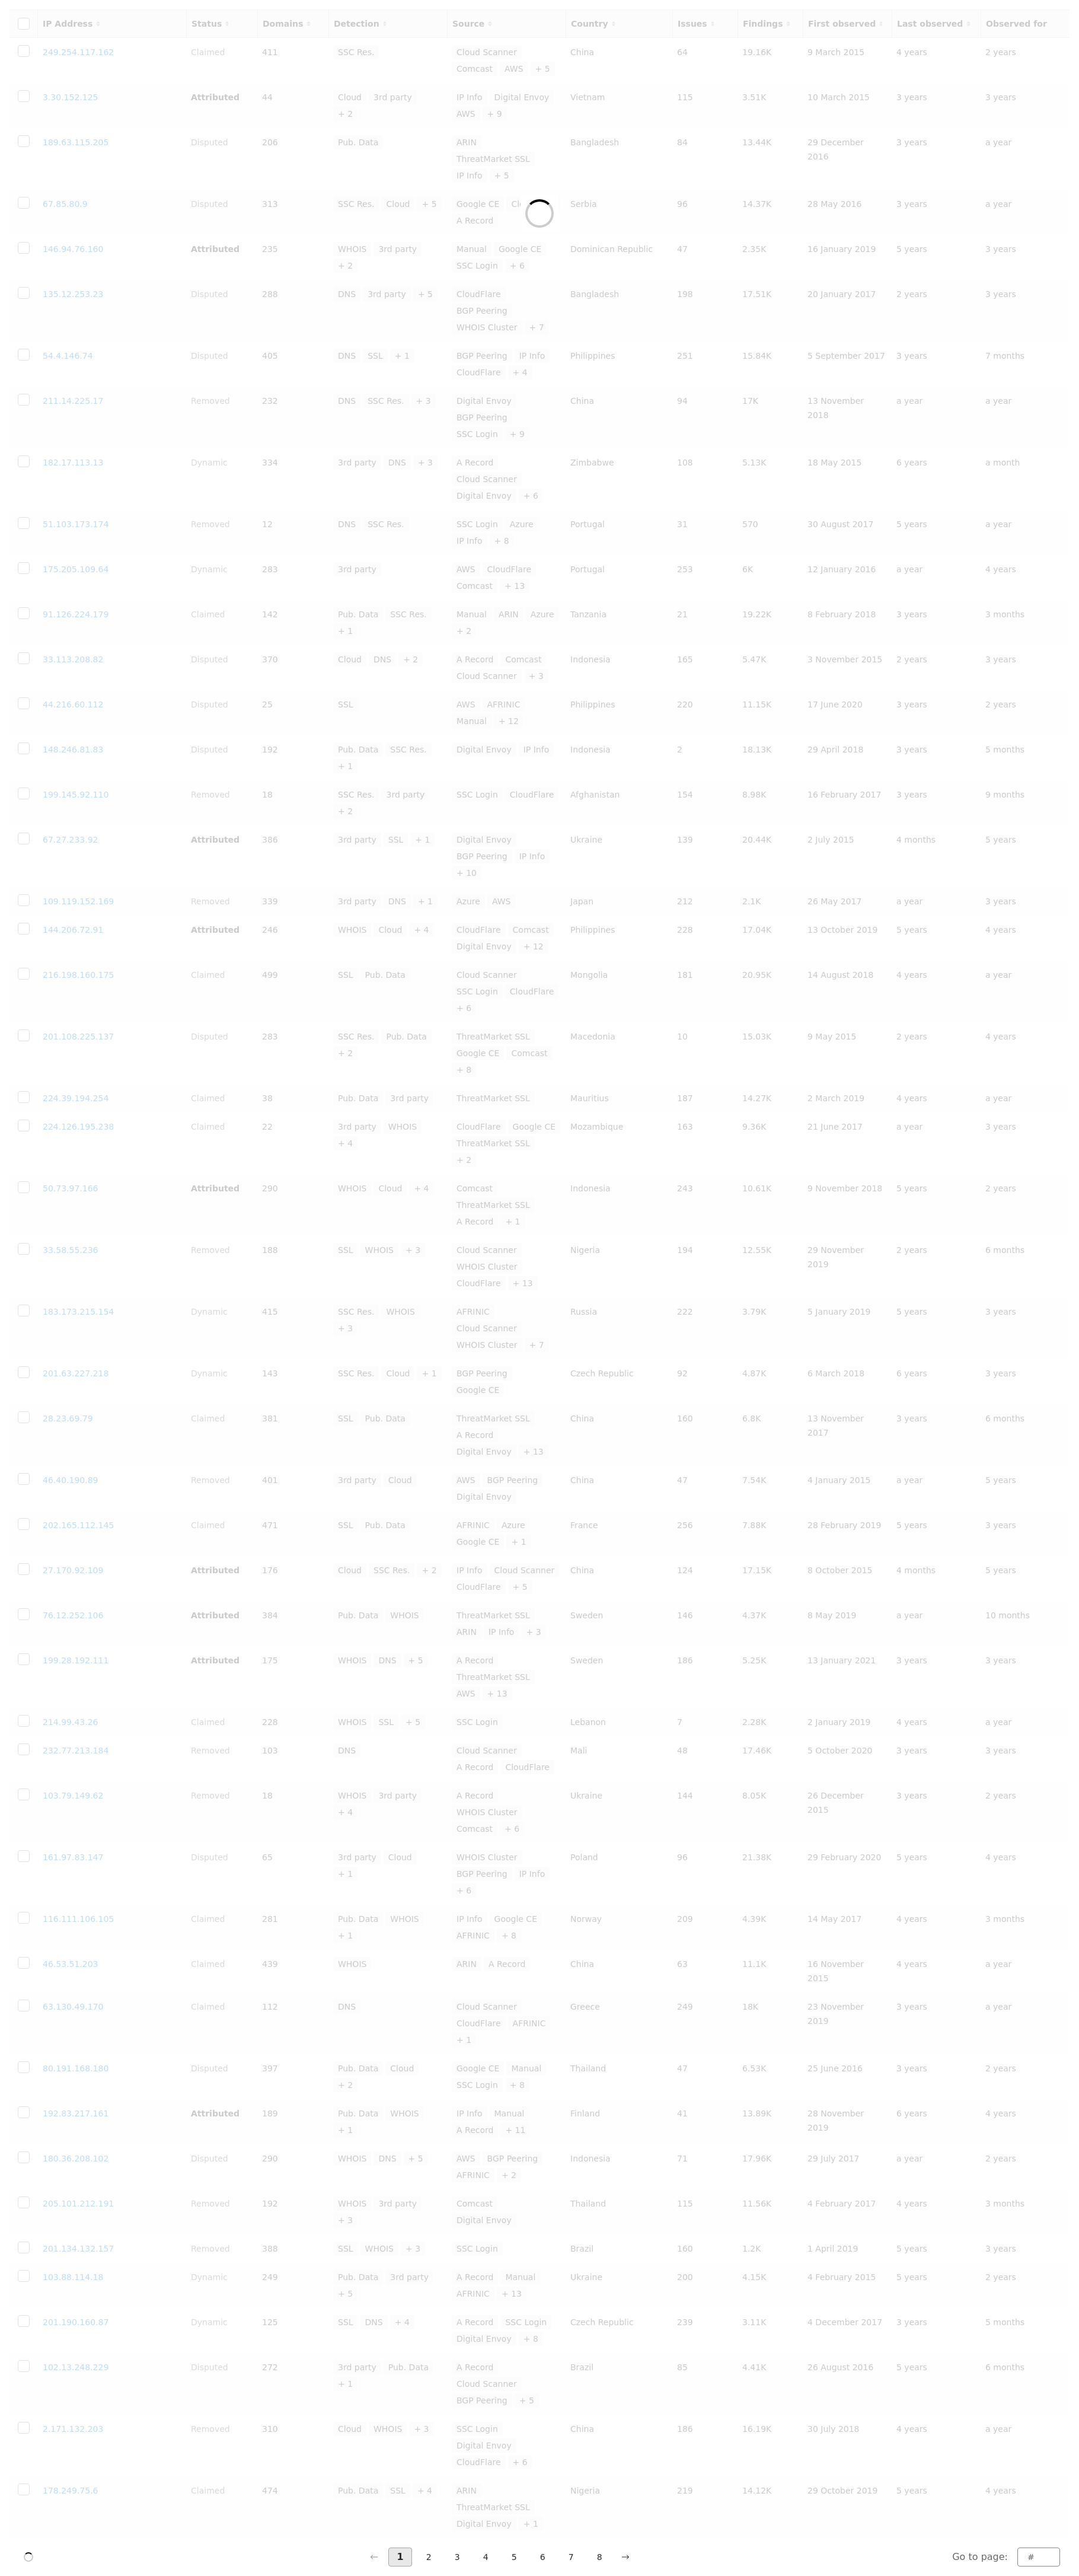 IP Address Status Domains Detection Source Country Issues Findings First observed Last observed Observed for
249.254.117.162 Claimed 411 SSC Res. Cloud Scanner China 64 19.16K 9 March 2015 4 years 2 years
Comcast AWS + 5
3.30.152.125 Attributed 44 Cloud 3rd party IP Info Digital Envoy Vietnam 115 3.51K 10 March 2015 3 years 3 years
+ 2 AWS + 9
189.63.115.205 Disputed 206 Pub. Data ARIN Bangladesh 84 13.44K 29 December 3 years a year
ThreatMarket SSL 2016
IP Info + 5
67.85.80.9 Disputed 313 SSC Res. Cloud + 5 Google CE Serbia 96 14.37K 28 May 2016 3 years a year
A Record
146.94.76.160 Attributed 235 WHOIS 3rd party Manual Google CE Dominican Republic 47 2.35K 16 January 2019 5 years 3 years
+ 2 SSC Login + 6
135.12.253.23 Disputed 288 DNS 3rd party + 5 CloudFlare Bangladesh 198 17.51K 20 January 2017 2 years 3 years
BGP Peering
WHOIS Cluster + 7
54.4.146.74 Disputed 405 DNS SSL + 1 BGP Peering IP Info Philippines 251 15.84K 5 September 2017 3 years 7 months
CloudFlare + 4
211.14.225.17 Removed 232 DNS SSC Res. + 3 Digital Envoy China 94 17K 13 November a year a year
BGP Peering 2018
SSC Login + 9
182.17.113.13 Dynamic 334 3rd party DNS + 3 A Record Zimbabwe 108 5.13K 18 May 2015 6 years a month
Cloud Scanner
Digital Envoy + 6
51.103.173.174 Removed 12 DNS SSC Res. SSC Login Azure Portugal 31 570 30 August 2017 5 years a year
IP Info + 8
175.205.109.64 Dynamic 283 3rd party AWS CloudFlare Portugal 253 6K 12 January 2016 a year 4 years
Comcast + 13
91.126.224.179 Claimed 142 Pub. Data SSC Res. Manual ARIN Azure Tanzania 21 19.22K 8 February 2018 3 years 3 months
+ 1 + 2
33.113.208.82 Disputed 370 Cloud DNS + 2 A Record Comcast Indonesia 165 5.47K 3 November 2015 2 years 3 years
Cloud Scanner + 3
44.216.60.112 Disputed 25 SSL AWS AFRINIC Philippines 220 11.15K 17 June 2020 3 years 2 years
Manual + 12
148.246.81.83 Disputed 192 Pub. Data SSC Res. Digital Envoy IP Info Indonesia 2 18.13K 29 April 2018 3 years 5 months
+ 1
199.145.92.110 Removed 18 SSC Res. 3rd party SSC Login CloudFlare Afghanistan 154 8.98K 16 February 2017 3 years 9 months
+ 2
67.27.233.92 Attributed 386 3rd party SSL + 1 Digital Envoy Ukraine 139 20.44K 2 July 2015 4 months 5 years
BGP Peering IP Info
+ 10
109.119.152.169 Removed 339 3rd party DNS + 1 Azure AWS Japan 212 2.1K 26 May 2017 a year 3 years
144.206.72.91 Attributed 246 WHOIS Cloud + 4 CloudFlare Comcast Philippines 228 17.04K 13 October 2019 5 years 4 years
Digital Envoy + 12
216.198.160.175 Claimed 499 SSL Pub. Data Cloud Scanner Mongolia 181 20.95K 14 August 2018 4 years a year
SSC Login CloudFlare
+ 6
201.108.225.137 Disputed 283 SSC Res. Pub. Data ThreatMarket SSL Macedonia 10 15.03K 9 May 2015 2 years 4 years
+ 2 Google CE Comcast
+ 8
224.39.194.254 Claimed 38 Pub. Data 3rd party ThreatMarket SSL Mauritius 187 14.27K 2 March 2019 4 years a year
224.126.195.238 Claimed 22 3rd party WHOIS CloudFlare Google CE Mozambique 163 9.36K 21 June 2017 a year 3 years
+ 4 ThreatMarket SSL
+ 2
50.73.97.166 Attributed 290 WHOIS Cloud + 4 Comcast Indonesia 243 10.61K 9 November 2018 5 years 2 years
ThreatMarket SSL
A Record + 1
33.58.55.236 Removed 188 SSL WHOIS + 3 Cloud Scanner Nigeria 194 12.55K 29 November 2 years 6 months
WHOIS Cluster 2019
CloudFlare + 13
183.173.215.154 Dynamic 415 SSC Res. WHOIS AFRINIC Russia 222 3.79K 5 January 2019 5 years 3 years
+ 3 Cloud Scanner
WHOIS Cluster + 7
201.63.227.218 Dynamic 143 SSC Res. Cloud + 1 BGP Peering Czech Republic 92 4.87K 6 March 2018 6 years 3 years
Google CE
28.23.69.79 Claimed 381 SSL Pub. Data ThreatMarket SSL China 160 6.8K 13 November 3 years 6 months
A Record 2017
Digital Envoy + 13
46.40.190.89 Removed 401 3rd party Cloud AWS BGP Peering China 47 7.54K 4 January 2015 a year 5 years
Digital Envoy
202.165.112.145 Claimed 471 SSL Pub. Data AFRINIC Azure France 256 7.88K 28 February 2019 5 years 3 years
Google CE + 1
27.170.92.109 Attributed 176 Cloud SSC Res. + 2 IP Info Cloud Scanner China 124 17.15K 8 October 2015 4 months 5 years
CloudFlare + 5
76.12.252.106 Attributed 384 Pub. Data WHOIS ThreatMarket SSL Sweden 146 4.37K 8 May 2019 a year 10 months
ARIN IP Info + 3
199.28.192.111 Attributed 175 WHOIS DNS + 5 A Record Sweden 186 5.25K 13 January 2021 3 years 3 years
ThreatMarket SSL
AWS + 13
214.99.43.26 Claimed 228 WHOIS SSL + 5 SSC Login Lebanon 7 2.28K 2 January 2019 4 years a year
232.77.213.184 Removed 103 DNS Cloud Scanner Mali 48 17.46K 5 October 2020 3 years 3 years
A Record CloudFlare
103.79.149.62 Removed 18 WHOIS 3rd party A Record Ukraine 144 8.05K 26 December 3 years 2 years
+ 4 WHOIS Cluster 2015
Comcast + 6
161.97.83.147 Disputed 65 3rd party Cloud WHOIS Cluster Poland 96 21.38K 29 February 2020 5 years 4 years
+ 1 BGP Peering IP Info
+ 6
116.111.106.105 Claimed 281 Pub. Data WHOIS IP Info Google CE Norway 209 4.39K 14 May 2017 4 years 3 months
+ 1 AFRINIC + 8
46.53.51.203 Claimed 439 WHOIS ARIN A Record China 63 11.1K 16 November 4 years a year
2015
63.130.49.170 Claimed 112 DNS Cloud Scanner Greece 249 18K 23 November 3 years a year
CloudFlare AFRINIC 2019
+ 1
80.191.168.180 Disputed 397 Pub. Data Cloud Google CE Manual Thailand 47 6.53K 25 June 2016 3 years 2 years
+ 2 SSC Login + 8
192.83.217.161 Attributed 189 Pub. Data WHOIS IP Info Manual Finland 41 13.89K 28 November 6 years 4 years
+ 1 A Record + 11 2019
180.36.208.102 Disputed 290 WHOIS DNS + 5 AWS BGP Peering Indonesia 71 17.96K 29 July 2017 a year 2 years
AFRINIC + 2
205.101.212.191 Removed 192 WHOIS 3rd party Comcast Thailand 115 11.56K 4 February 2017 4 years 3 months
+ 3 Digital Envoy
201.134.132.157 Removed 388 SSL WHOIS + 3 SSC Login Brazil 160 1.2K 1 April 2019 5 years 3 years
103.88.114.18 Dynamic 249 Pub. Data 3rd party A Record Manual Ukraine 200 4.15K 4 February 2015 5 years 2 years
+ 5 AFRINIC + 13
201.190.160.87 Dynamic 125 SSL DNS + 4 A Record SSC Login Czech Republic 239 3.11K 4 December 2017 3 years 5 months
Digital Envoy + 8
102.13.248.229 Disputed 272 3rd party Pub. Data A Record Brazil 85 4.41K 26 August 2016 5 years 6 months
+ 1 Cloud Scanner
BGP Peering + 5
2.171.132.203 Removed 310 Cloud WHOIS + 3 SSC Login China 186 16.19K 30 July 2018 4 years a year
Digital Envoy
CloudFlare + 6
178.249.75.6 Claimed 474 Pub. Data SSL + 4 ARIN Nigeria 219 14.12K 29 October 2019 5 years 4 years
ThreatMarket SSL
Digital Envoy + 1
← 1 2 3 4 5 6 7 8 → Go to page: #